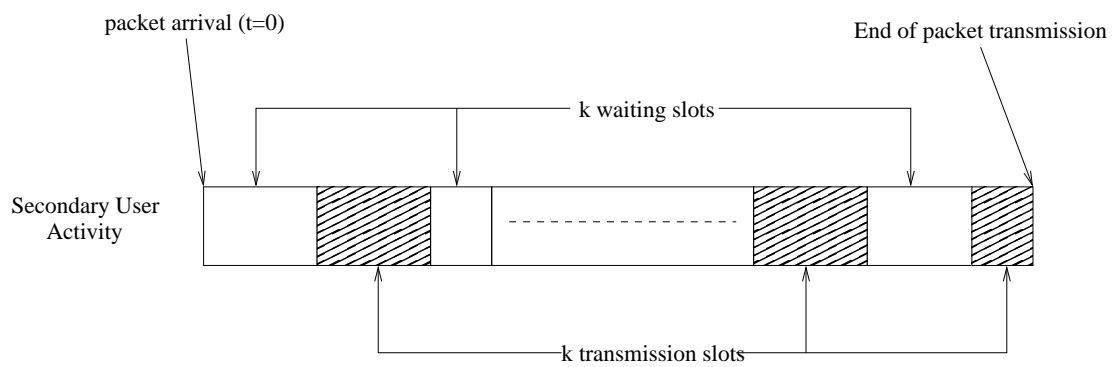 packet arrival (t=0)
End of packet transmission
k waiting slots
Secondary User
Activity
k transmission slots